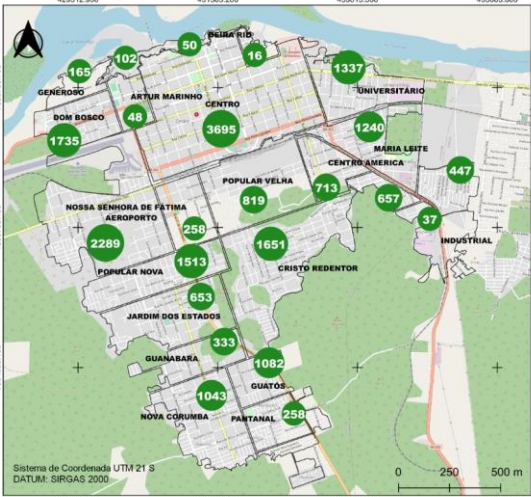 BEIRA RIO
50
16
102
165
1337
GENEROSO
UNIVERSITÁRIO
ARTUR MARINHO
CENTRO
DOM BOSCO
48
3695
1240
1735
MARIA LEITE
CENTRO AMERICA
447
POPULAR VELHA
713
657
819
NOSSA SENHORA DE FÁTIMA
AEROPORTO
37
258
2289
1651
INDUSTRIAL
1513
CRISTO REDENTOR
POPULAR NOVA
653
JARDIM DOS ESTADOS
333
GUANABARA
1082
GUATÓS
1043
NOVA CORUMBA
258
PANTANAL
Sistema de Coordenada UTM 21 S
DATUM: SIRGAS 2000
0 250 500 m